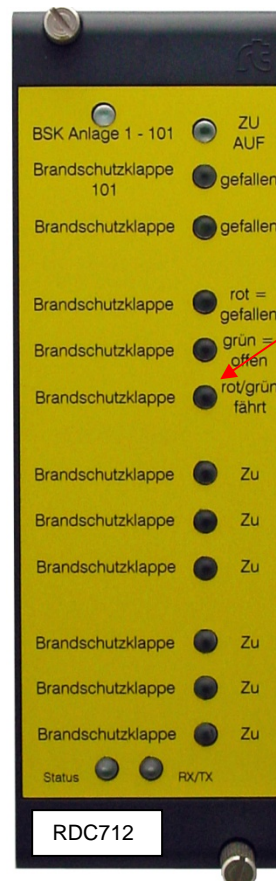 BSK Anlage 1 - 101 ZU
AUF
Brandschutzklappe
101 gefallen
Brandschutzklappe gefallen
Brandschutzklappe rot =
gefallen
Brandschutzklappe grün =
offen
Brandschutzklappe rot/grün
fährt
Brandschutzklappe Zu
Brandschutzklappe Zu
Brandschutzklappe Zu
Brandschutzklappe Zu
Brandschutzklappe Zu
Brandschutzklappe Zu
Status RX/TX
RDC712